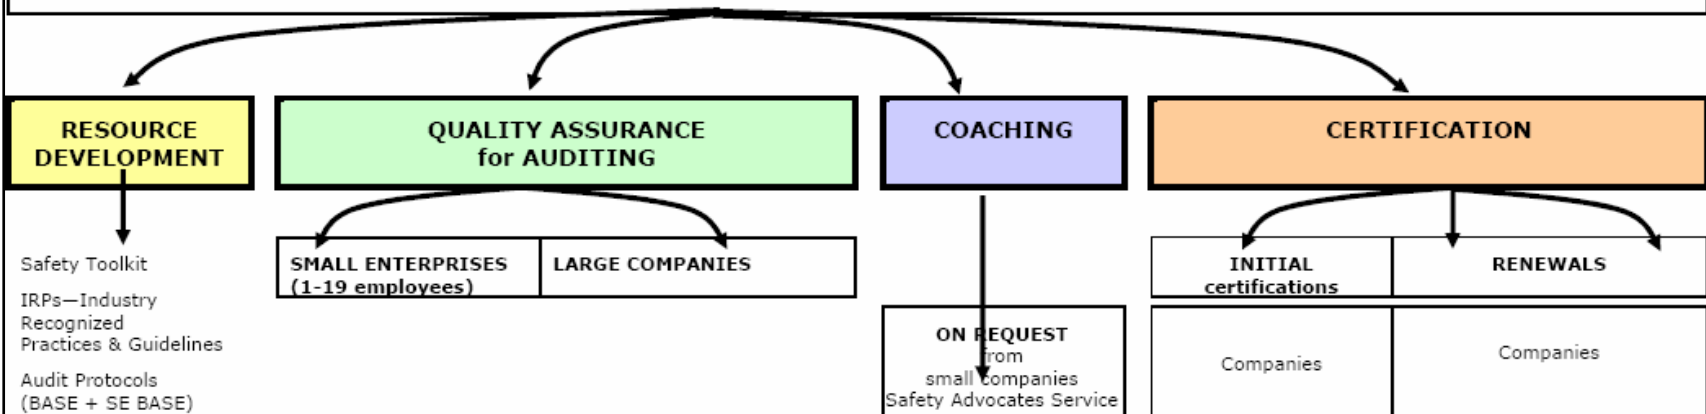 RESOURCE
DEVELOPMENT
QUALITY ASSURANCE
for AUDITING
COACHING
CERTIFICATION
Safety Toolkit
IRPs—Industry
Recognized
Practices & Guidelines
Audit Protocols
(BASE + SE BASE)
SMALL ENTERPRISES
(1-19 employees)
LARGE COMPANIES
ON REQUEST
from
small companies
Safety Advocates Service
INITIAL
certifications
RENEWALS
Companies
Companies